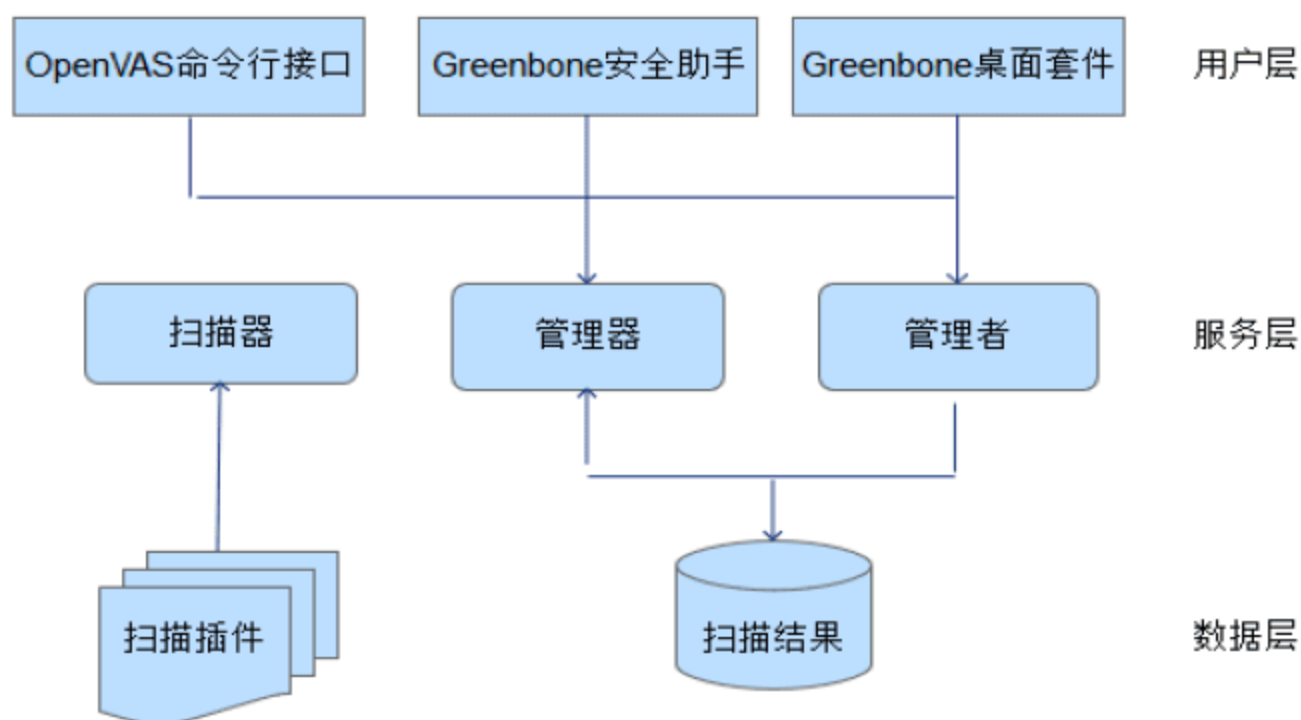 OpenVAS命令行接口
Greenbone安全助手
Greenbone桌面套件
用户层
扫描器
管理器
管理者
服务层
扫描插件
扫描结果
数据层